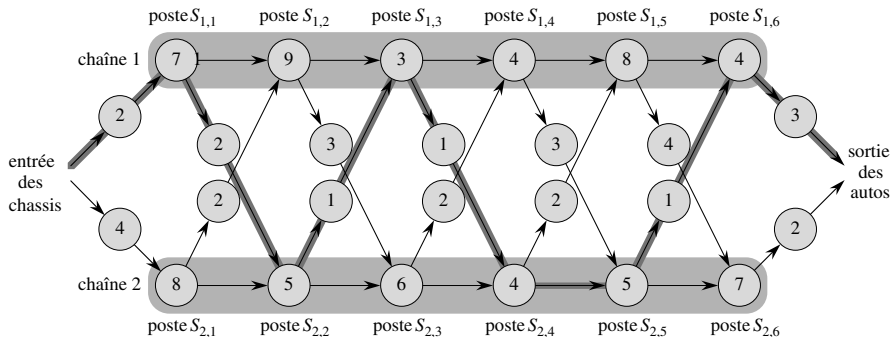 poste S1,1 poste S1,2 poste S1,3 poste S1,4 poste S1,5 poste S1,6
chaîne 1 7 9 3 4 8 4
2 3
2 3 1 3 4
entrée des chassis
sortie des autos
2 1 2 2 1
4 2
chaîne 2 8 5 6 4 5 7
poste S2,1 poste S2,2 poste S2,3 poste S2,4 poste S2,5 poste S2,6